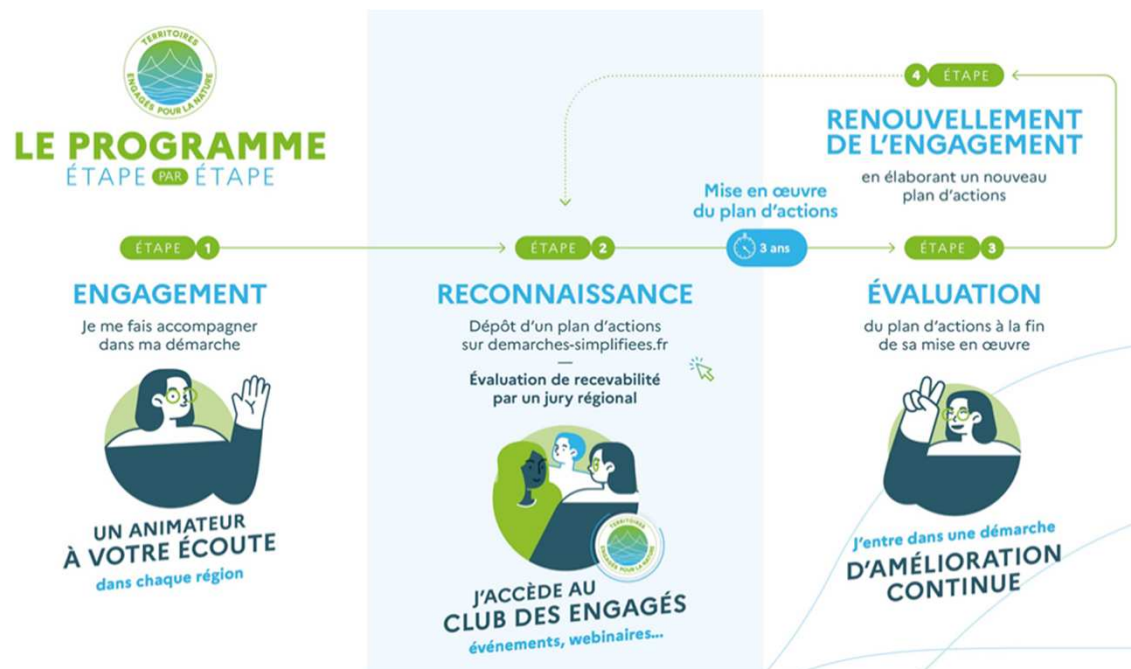 TERRITOIRES
ENGAGÉS POUR LA NATURE
LE PROGRAMME
ÉTAPE PAR ÉTAPE
ÉTAPE 1
ENGAGEMENT
Je me fais accompagner
dans ma démarche
UN ANIMATEUR
À VOTRE ÉCOUTE
dans chaque région
ÉTAPE 2
RECONNAISSANCE
Dépôt d'un plan d'actions
sur demarches-simplifiees.fr
Évaluation de recevabilité
par un jury régional
TERRITOIRES
ENGAGÉS POUR LA NATURE
J'ACCÈDE AU
CLUB DES ENGAGÉS
événements, webinaires...
Mise en œuvre
du plan d'actions
3 ans
ÉTAPE 3
ÉVALUATION
du plan d'actions à la fin
de sa mise en œuvre
J'entre dans une démarche
D'AMÉLIORATION
CONTINUE
4 ÉTAPE
RENOUVELLEMENT
DE L'ENGAGEMENT
en élaborant un nouveau
plan d'actions